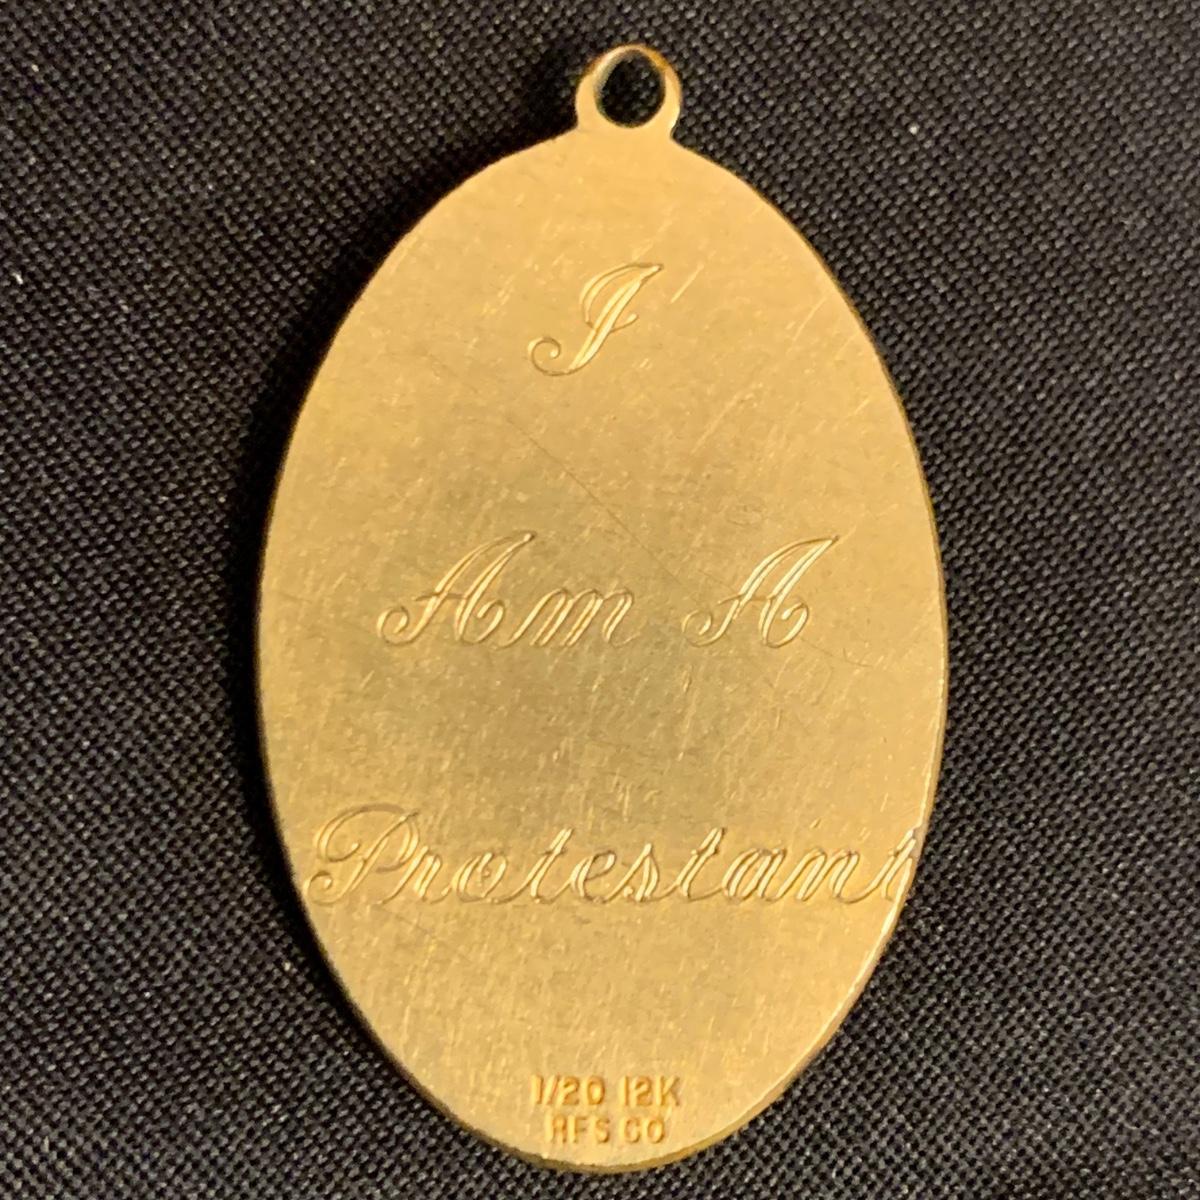 I
Am A
Protestant
1/20 12K
RFS CO